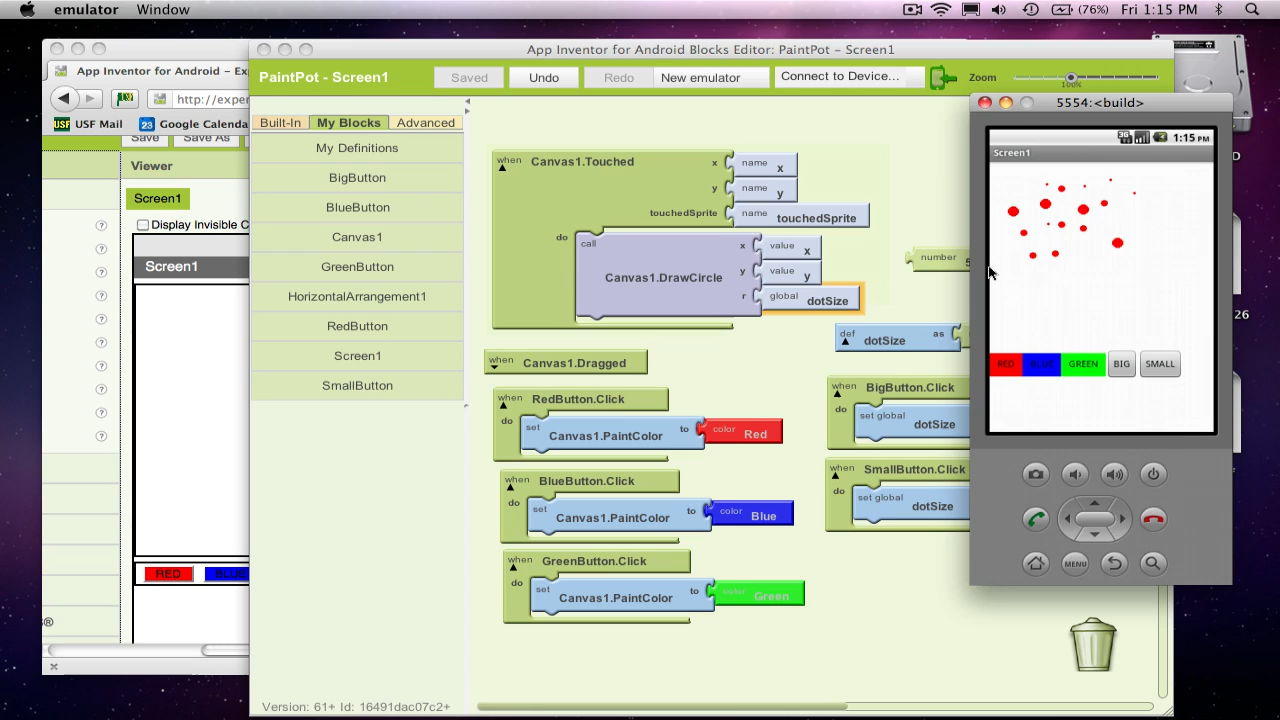 emulator Window (76%) Fri 1:15 PM
App Inventor for Android – Exp
http://exper
USF Mail 23 Google Calenda
Save Save As
Viewer
Screen1
Display Invisible C
Screen1
RED BLUE
App Inventor for Android Blocks Editor: PaintPot - Screen1
PaintPot - Screen1 Saved Undo Redo New emulator Connect to Device... Zoom
100%
Built-In My Blocks Advanced
My Definitions
BigButton
BlueButton
Canvas1
GreenButton
HorizontalArrangement1
RedButton
Screen1
SmallButton
when Canvas1.Touched x name x
y name y
touchedSprite name touchedSprite
do call x value x
Canvas1.DrawCircle y value y
r global dotSize
number 5
def dotSize as
when Canvas1.Dragged
when RedButton.Click
do set Canvas1.PaintColor to color Red
when BlueButton.Click
do set Canvas1.PaintColor to color Blue
when GreenButton.Click
do set Canvas1.PaintColor to color Green
when BigButton.Click
do set global dotSize
when SmallButton.Click
do set global dotSize
Version: 61+ Id: 16491dac07c2+
5554:<build>
3G 1:15 PM
Screen1
RED BLUE GREEN BIG SMALL
MENU
D
26